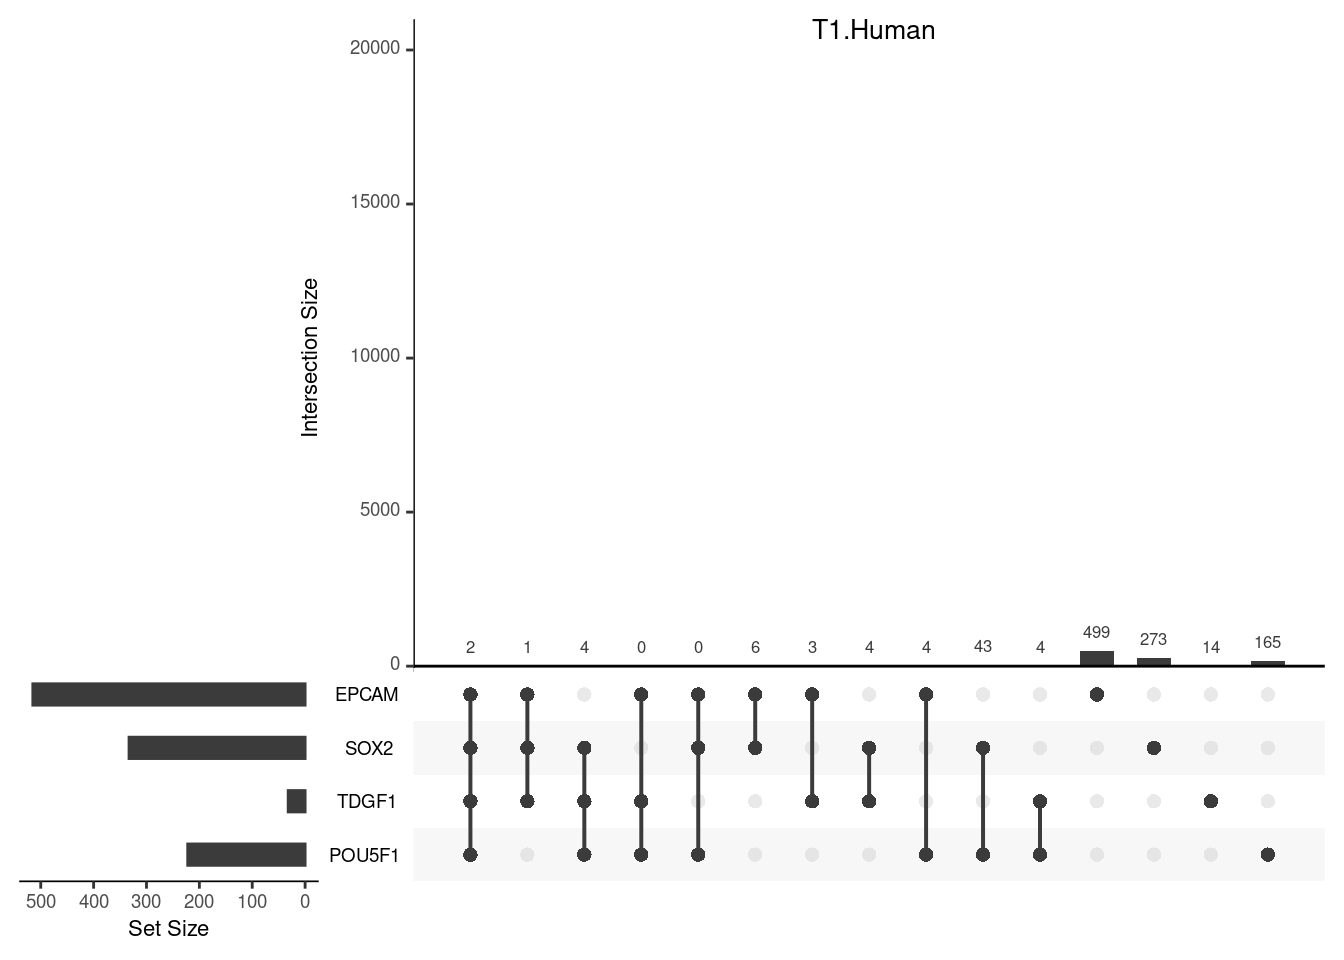 T1.Human
20000
15000
10000
5000
0
Intersection Size
2 1 4 0 0 6 3 4 4 43 4 499 273 14 165
EPCAM
SOX2
TDGF1
POU5F1
500 400 300 200 100 0
Set Size